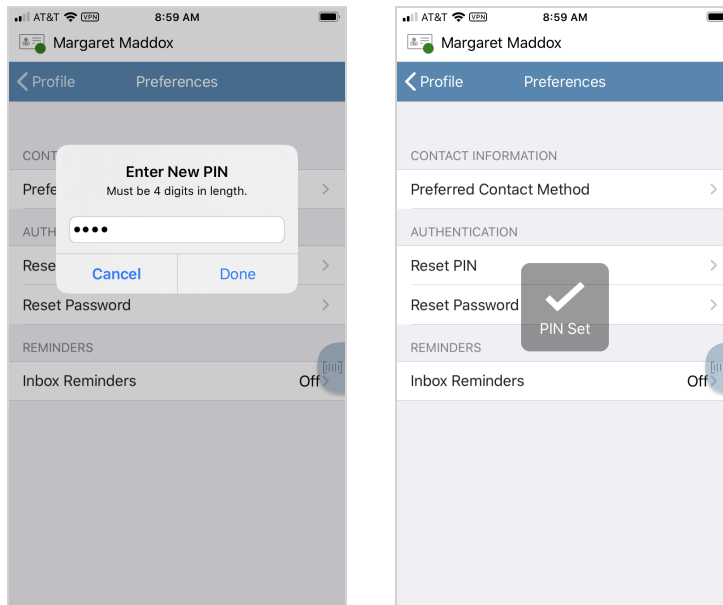 AT&T VPN 8:59 AM
Margaret Maddox
Profile Preferences
CONT
Enter New PIN
Must be 4 digits in length.
Prefe
AUTH
Rese
Cancel Done
Reset Password
REMINDERS
Inbox Reminders Off
AT&T VPN 8:59 AM
Margaret Maddox
Profile Preferences
CONTACT INFORMATION
Preferred Contact Method
AUTHENTICATION
Reset PIN
Reset Password
PIN Set
REMINDERS
Inbox Reminders Off